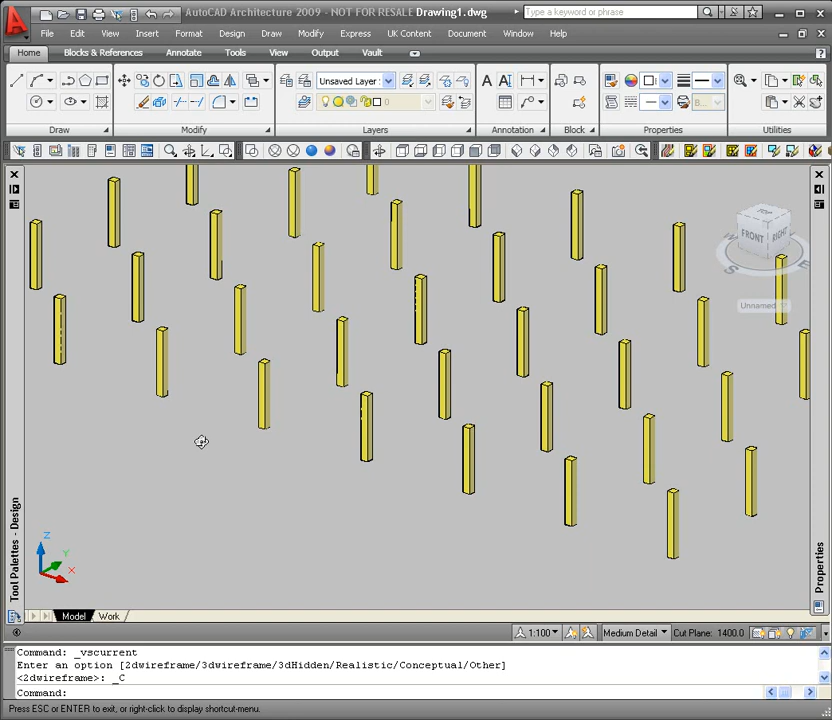 AutoCAD Architecture 2009 - NOT FOR RESALE Drawing1.dwg
Type a keyword or phrase
File Edit View Insert Format Design Draw Modify Express UK Content Document Window Help
Home Blocks & References Annotate Tools View Output Vault
Unsaved Layer
0
Draw Modify Layers Annotation Block Properties Utilities
TOP
FRONT RIGHT
S E
Unnamed
Z
Y
X
Tool Palettes - Design
Properties
Model Work
1:100 Medium Detail Cut Plane: 1400.0
Command: _vscurrent
Enter an option [2dwireframe/3dwireframe/3dHidden/Realistic/Conceptual/Other]
<2dwireframe>: _C
Command:
Press ESC or ENTER to exit, or right-click to display shortcut-menu.